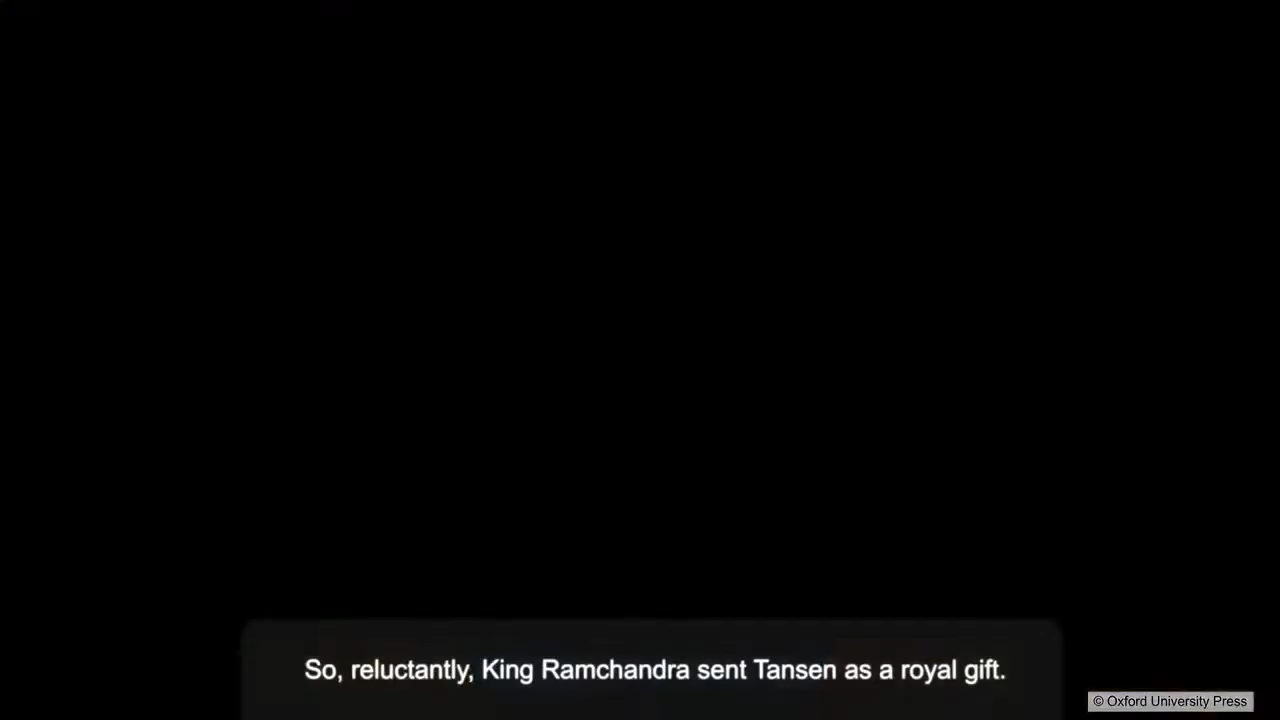 So, reluctantly, King Ramchandra sent Tansen as a royal gift.
© Oxford University Press